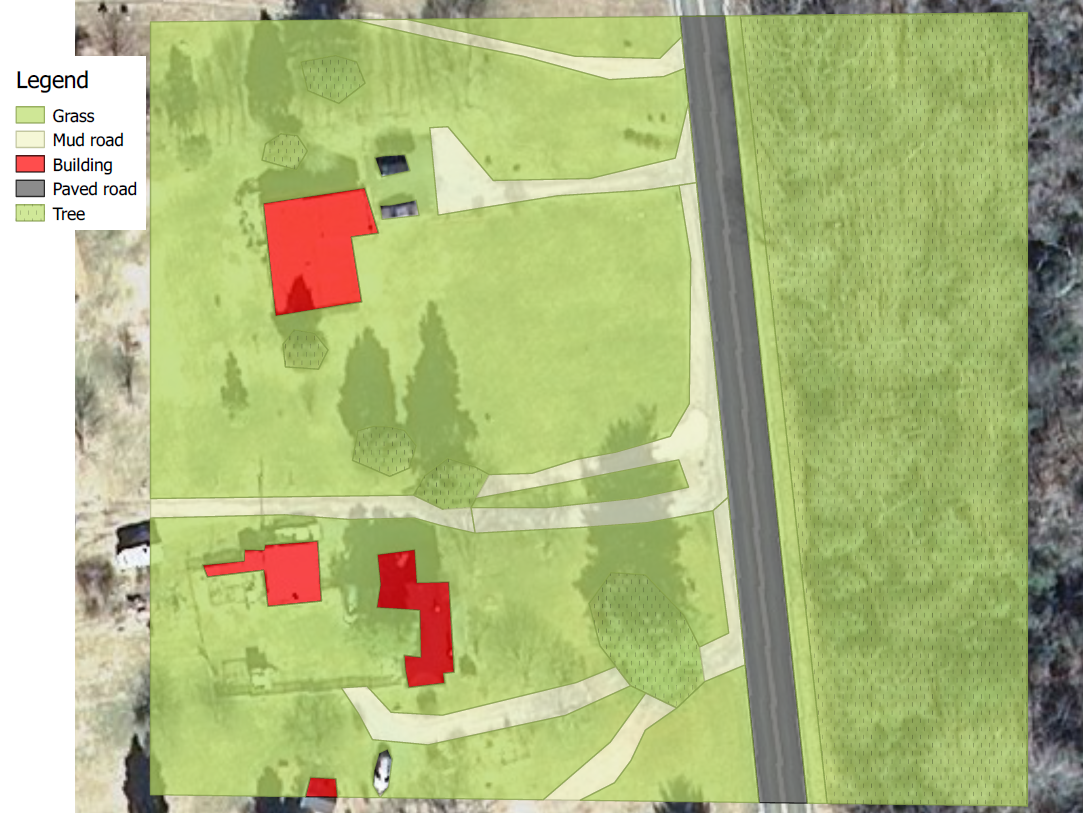 Legend
Grass
Mud road
Building
Paved road
Tree